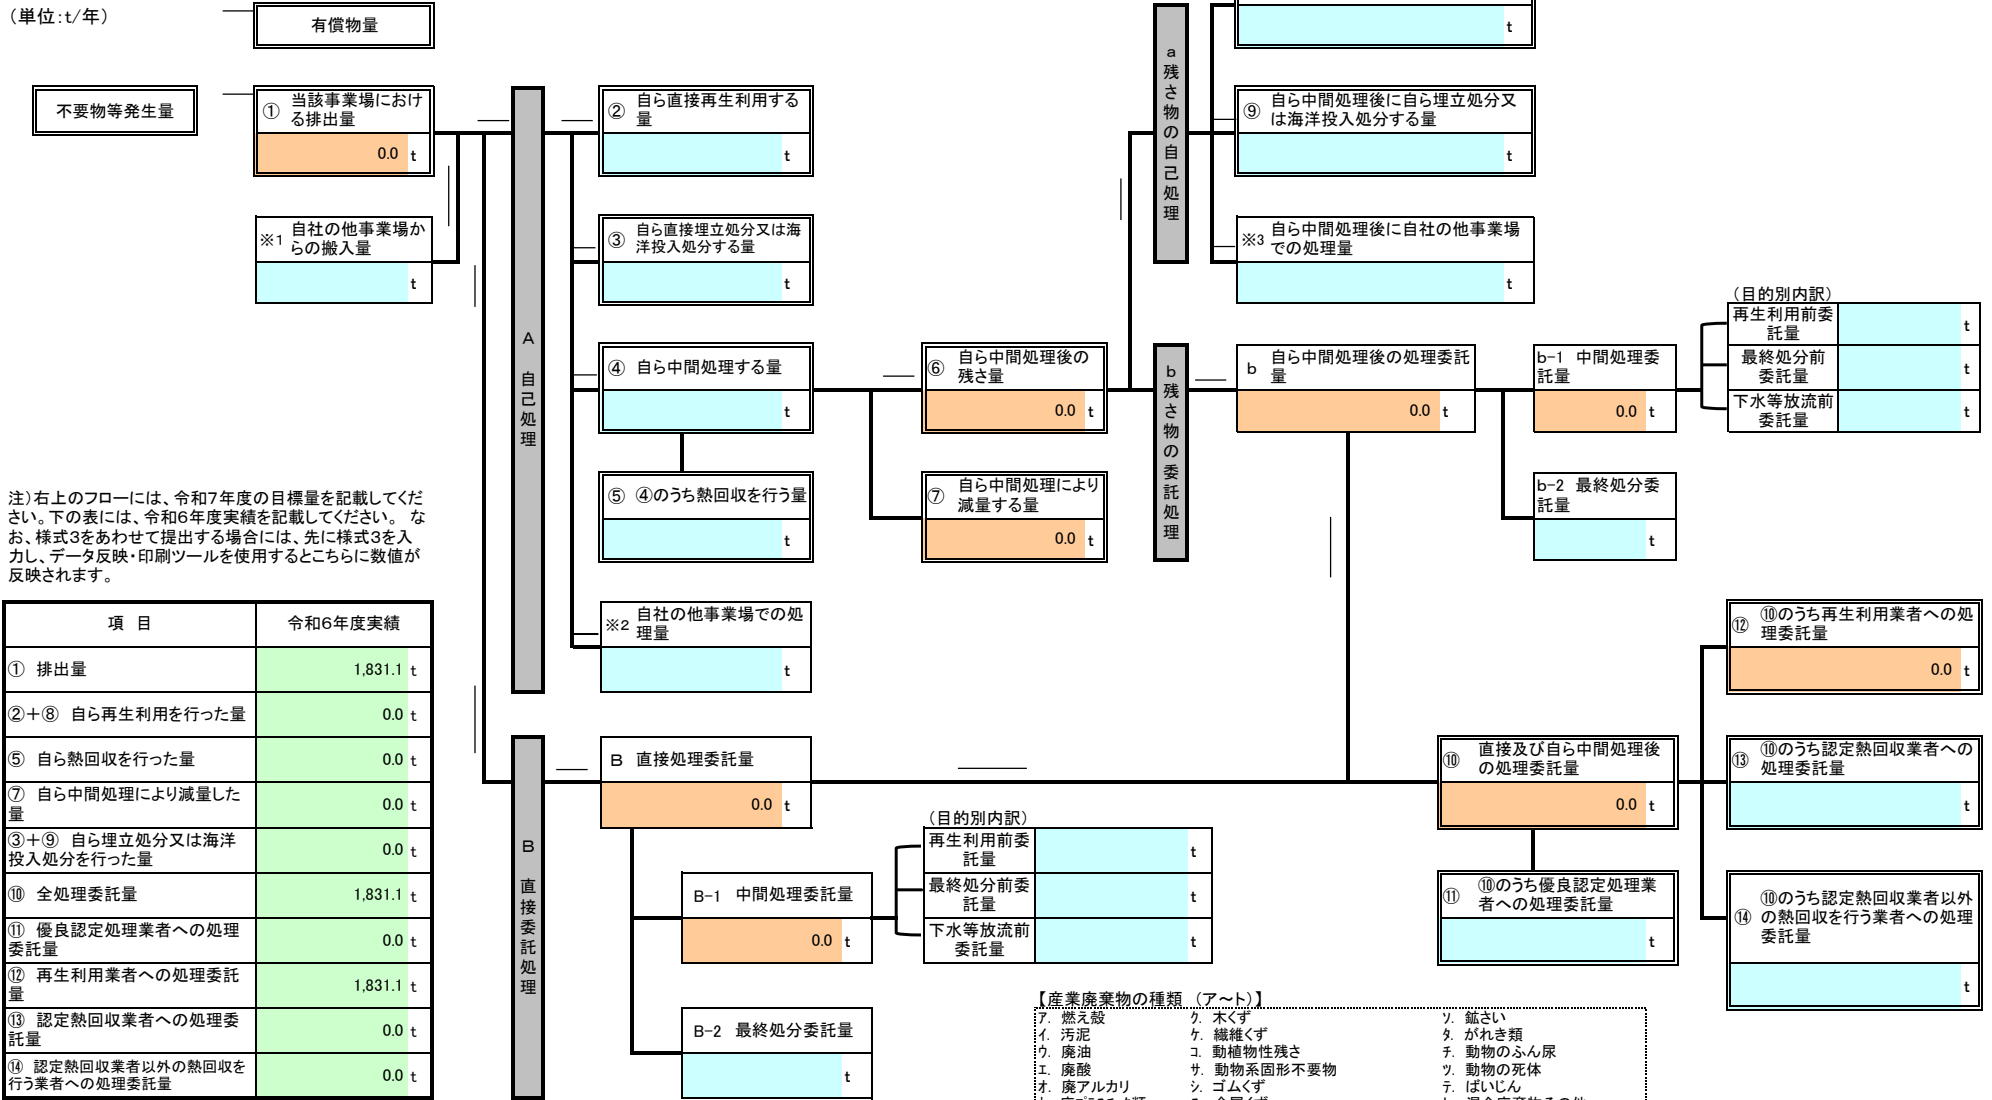 （単位：t/年）
有償物量
t
不要物等発生量
① 当該事業場におけ
る排出量
0.0 t
※1 自社の他事業場か
らの搬入量
t
A 自己処理
② 自ら直接再生利用する
量
t
③ 自ら直接埋立処分又は海
洋投入処分する量
t
④ 自ら中間処理する量
t
⑤ ④のうち熱回収を行う量
t
※2 自社の他事業場での処
理量
t
⑥ 自ら中間処理後の
残さ量
0.0 t
⑦ 自ら中間処理により
減量する量
0.0 t
a 残さ物の自己処理
⑨ 自ら中間処理後に自ら埋立処分又
は海洋投入処分する量
t
※3 自ら中間処理後に自社の他事業場
での処理量
t
b 残さ物の委託処理
b 自ら中間処理後の処理委託
量
0.0 t
b-1 中間処理委
託量
0.0 t
（目的別内訳）
再生利用前委
託量
t
最終処分前
委託量
t
下水等放流前
委託量
t
b-2 最終処分委
託量
t
注）右上のフローには、令和7年度の目標量を記載してくだ
さい。下の表には、令和6年度実績を記載してください。 な
お、様式3をあわせて提出する場合には、先に様式3を入
力し、データ反映・印刷ツールを使用するとこちらに数値が
反映されます。
項 目 令和6年度実績
① 排出量 1,831.1 t
②＋⑧ 自ら再生利用を行った量 0.0 t
⑤ 自ら熱回収を行った量 0.0 t
⑦ 自ら中間処理により減量した
量 0.0 t
③＋⑨ 自ら埋立処分又は海洋
投入処分を行った量 0.0 t
⑩ 全処理委託量 1,831.1 t
⑪ 優良認定処理業者への処理
委託量 0.0 t
⑫ 再生利用業者への処理委託
量 1,831.1 t
⑬ 認定熱回収業者への処理委
託量 0.0 t
⑭ 認定熱回収業者以外の熱回収を
行う業者への処理委託量 0.0 t
B 直接委託処理
B 直接処理委託量
0.0 t
B-1 中間処理委託量
0.0 t
（目的別内訳）
再生利用前委
託量
t
最終処分前委
託量
t
下水等放流前
委託量
t
B-2 最終処分委託量
t
⑩ 直接及び自ら中間処理後
の処理委託量
0.0 t
⑪ ⑩のうち優良認定処理業
者への処理委託量
t
⑫ ⑩のうち再生利用業者への処
理委託量
0.0 t
⑬ ⑩のうち認定熱回収業者への
処理委託量
t
⑭ ⑩のうち認定熱回収業者以外
の熱回収を行う業者への処理
委託量
t
【産業廃棄物の種類 （ア～ト）】
ア. 燃え殻 ク. 木くず ソ. 鉱さい
イ. 汚泥 ケ. 繊維くず タ. がれき類
ウ. 廃油 コ. 動植物性残さ チ. 動物のふん尿
エ. 廃酸 サ. 動物系固形不要物 ツ. 動物の死体
オ. 廃アルカリ シ. ゴムくず テ. ばいじん